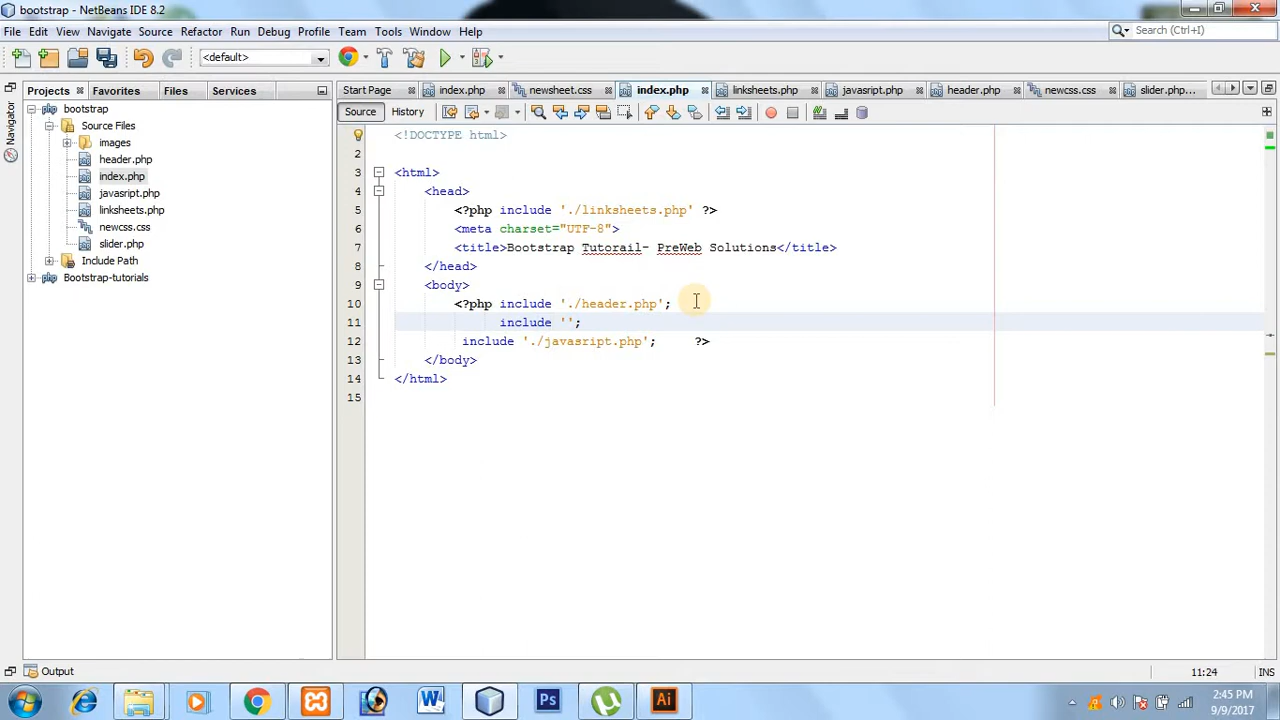 bootstrap - NetBeans IDE 8.2
File Edit View Navigate Source Refactor Run Debug Profile Team Tools Window Help
Search (Ctrl+I)
<default>
Projects Favorites Files Services
Start Page index.php newsheet.css index.php linksheets.php javasript.php header.php newcss.css slider.php...
Navigator
Source History
bootstrap
Source Files
images
header.php
index.php
javasript.php
linksheets.php
newcss.css
slider.php
Include Path
Bootstrap-tutorials
<!DOCTYPE html>
2
3 <html>
4 <head>
5 <?php include './linksheets.php' ?>
6 <meta charset="UTF-8">
7 <title>Bootstrap Tutorail- PreWeb Solutions</title>
8 </head>
9 <body>
10 <?php include './header.php';
11 include '';
12 include './javasript.php'; ?>
13 </body>
14 </html>
15
Output
11:24 INS
W Ps Ai
2:45 PM
9/9/2017